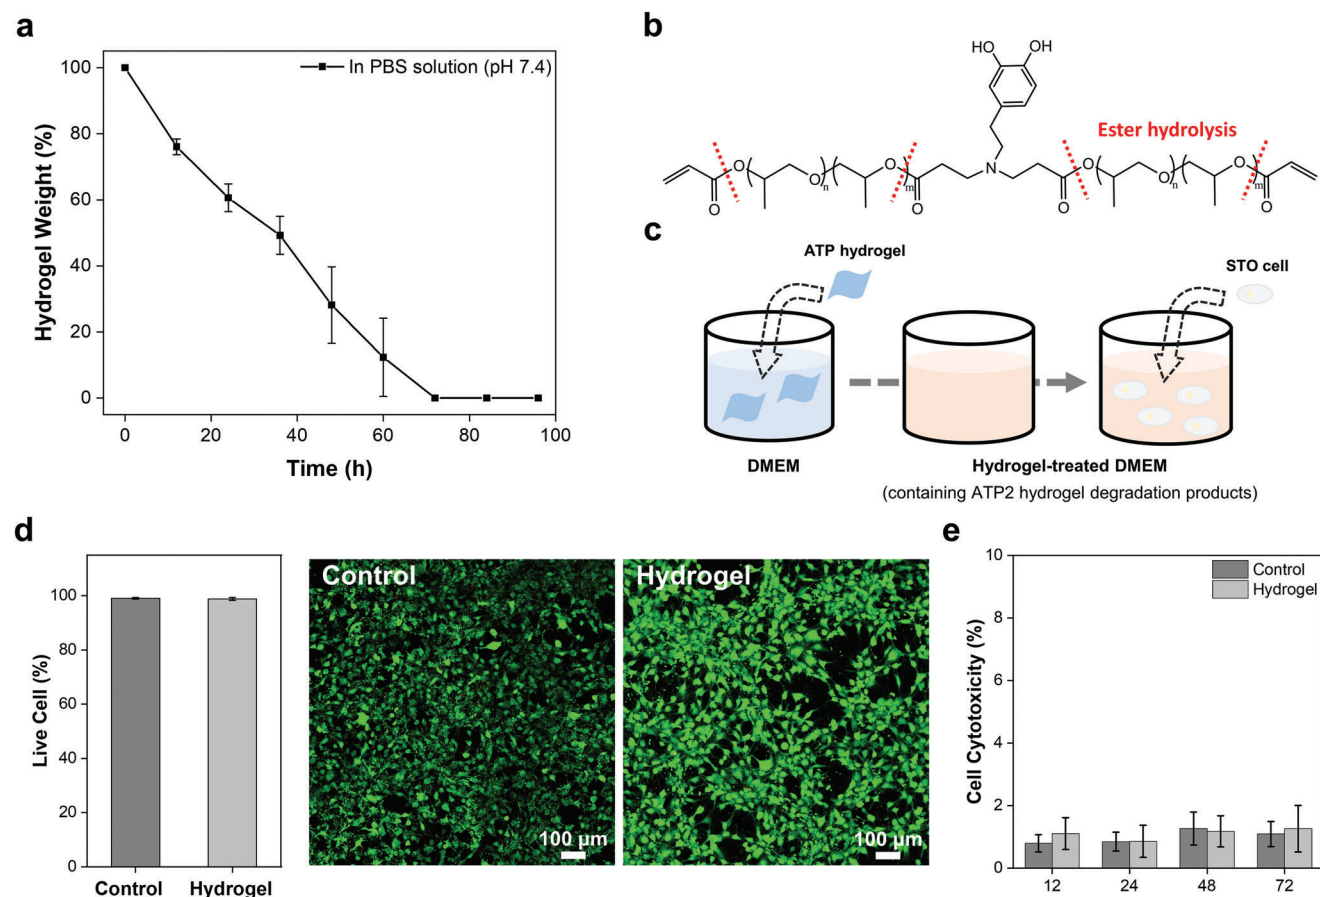 a
In PBS solution (pH 7.4)
100
80
60
40
20
0
Hydrogel Weight (%)
0 20 40 60 80 100
Time (h)
b
HO OH
Ester hydrolysis
O O n O m O N O O n O m O
O O O O
c
ATP hydrogel
STO cell
DMEM
Hydrogel-treated DMEM
(containing ATP2 hydrogel degradation products)
d
100
80
60
40
20
0
Live Cell (%)
Control Hydrogel
Control
100 µm
Hydrogel
100 µm
e
Control
Hydrogel
10
8
6
4
2
0
Cell Cytotoxicity (%)
12 24 48 72